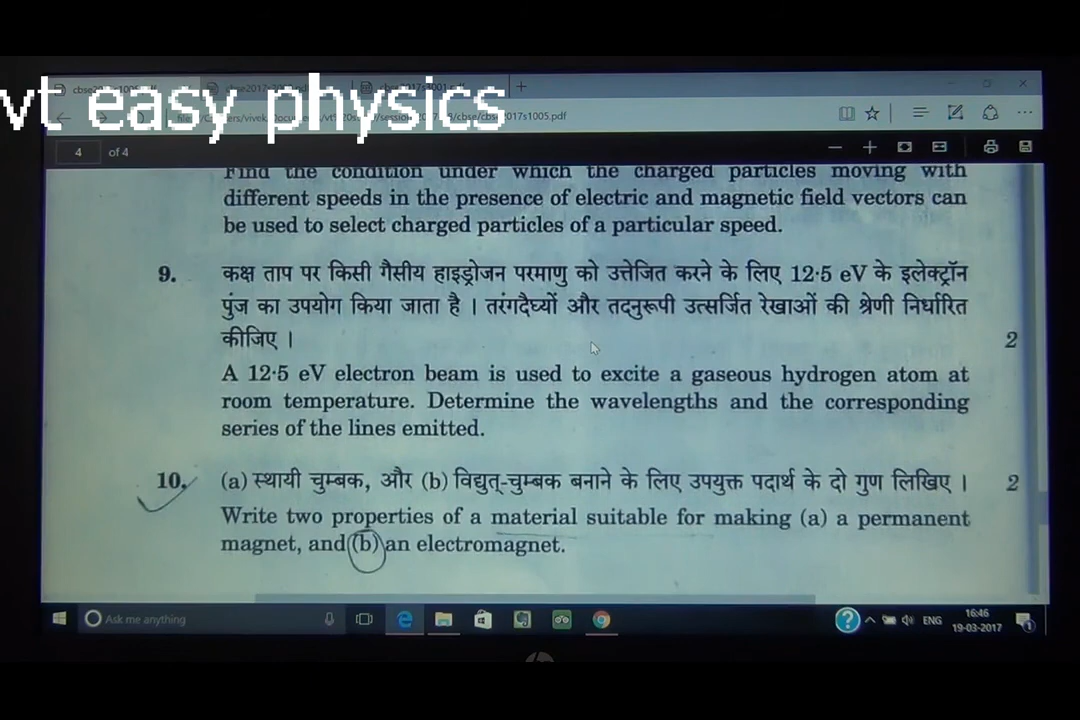 vt easy physics
cbse2017s1005.pdf
+
2017s1005.pdf
4 of 4
Find the condition under which the charged particles moving with
different speeds in the presence of electric and magnetic field vectors can
be used to select charged particles of a particular speed.
9. कक्ष ताप पर किसी गैसीय हाइड्रोजन परमाणु को उत्तेजित करने के लिए 12·5 eV के इलेक्ट्रॉन
पुंज का उपयोग किया जाता है । तरंगदैर्घ्यों और तदनुरूपी उत्सर्जित रेखाओं की श्रेणी निर्धारित
कीजिए । 2
A 12·5 eV electron beam is used to excite a gaseous hydrogen atom at
room temperature. Determine the wavelengths and the corresponding
series of the lines emitted.
10. (a) स्थायी चुम्बक, और (b) विद्युत्-चुम्बक बनाने के लिए उपयुक्त पदार्थ के दो गुण लिखिए । 2
Write two properties of a material suitable for making (a) a permanent
magnet, and (b) an electromagnet.
Ask me anything
ENG
16:46
19-03-2017